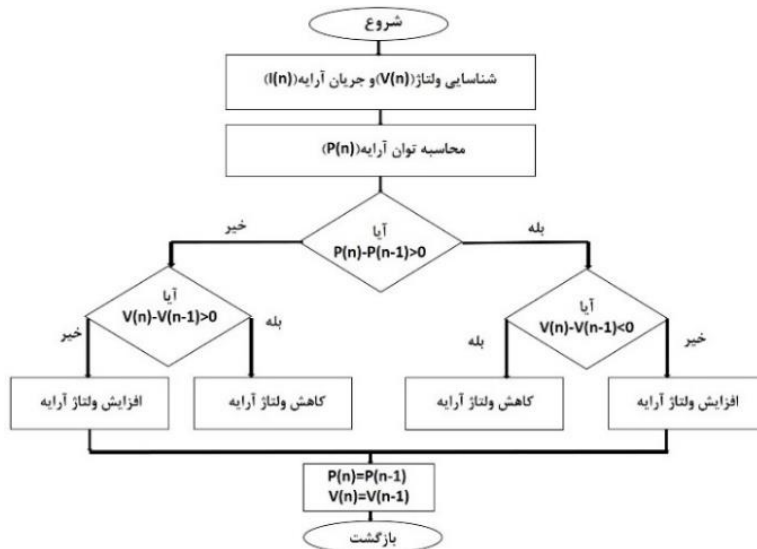 شروع
شناسایی ولتاژ(V(n))و جریان آرایه(I(n))
محاسبه توان آرایه(P(n))
آیا
P(n)-P(n-1)>0
خیر
بله
آیا
V(n)-V(n-1)>0
خیر
بله
آیا
V(n)-V(n-1)<0
بله
خیر
افزایش ولتاژ آرایه
کاهش ولتاژ آرایه
کاهش ولتاژ آرایه
افزایش ولتاژ آرایه
P(n)=P(n-1)
V(n)=V(n-1)
بازگشت